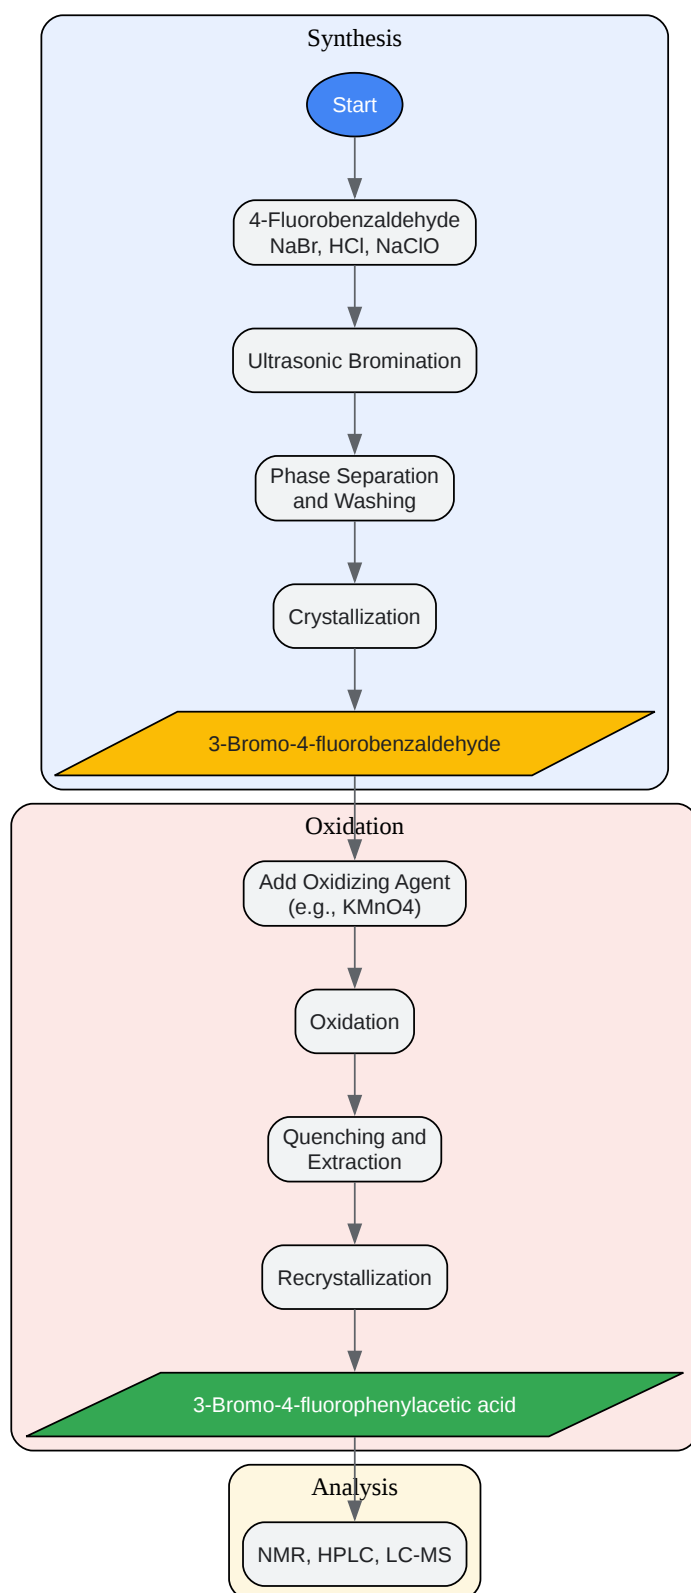 Synthesis
Start
4-Fluorobenzaldehyde
NaBr, HCl, NaClO
Ultrasonic Bromination
Phase Separation
and Washing
Crystallization
3-Bromo-4-fluorobenzaldehyde
Oxidation
Add Oxidizing Agent
(e.g., KMnO4)
Oxidation
Quenching and
Extraction
Recrystallization
3-Bromo-4-fluorophenylacetic acid
Analysis
NMR, HPLC, LC-MS